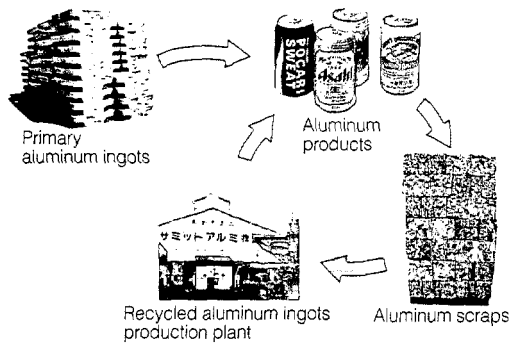 POCARI
SWEAT
Asahi
Primary
aluminum ingots
Aluminum
products
サミットアルミ株
Recycled aluminum ingots
production plant
Aluminum scraps